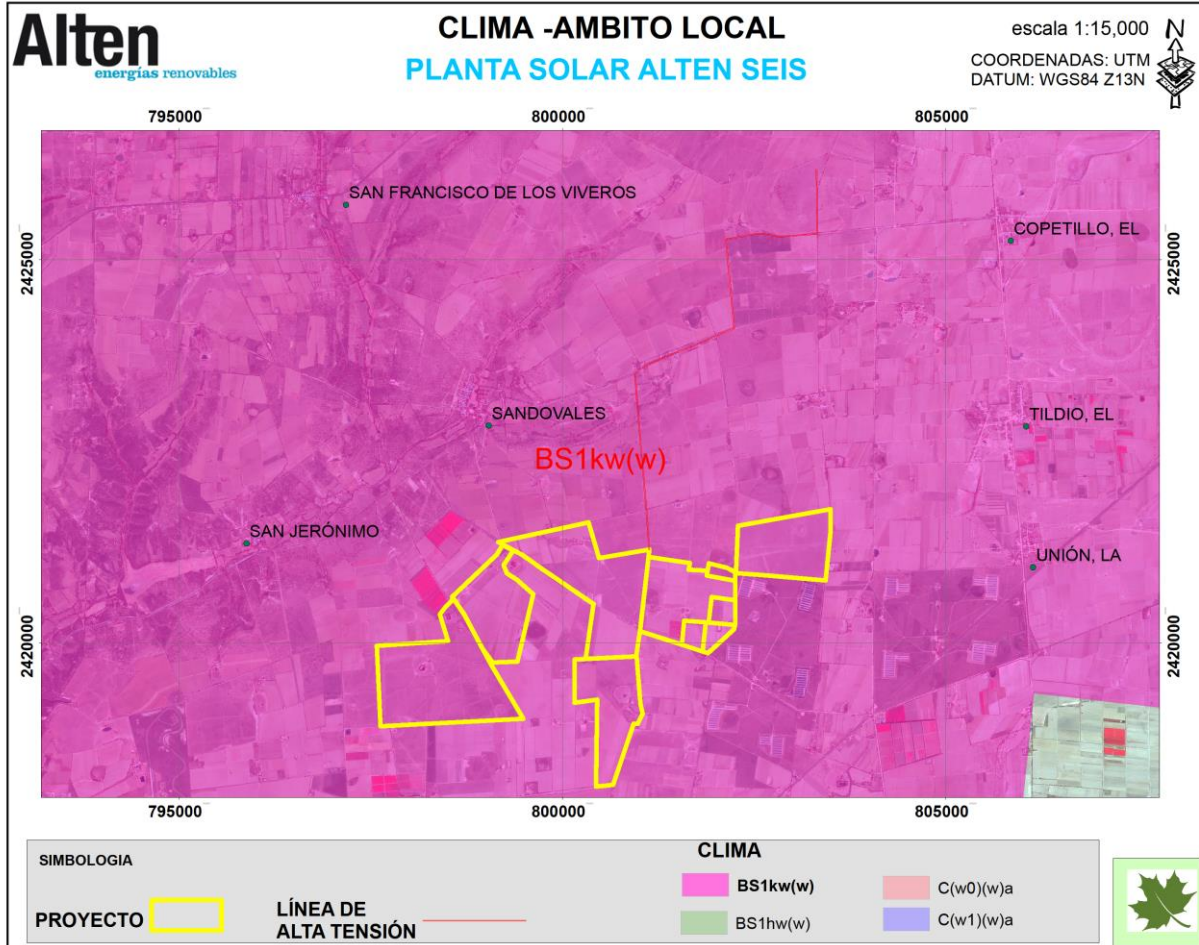 Alten
energías renovables
CLIMA -AMBITO LOCAL
PLANTA SOLAR ALTEN SEIS
escala 1:15,000
N
COORDENADAS: UTM
DATUM: WGS84 Z13N
795000
800000
805000
SAN FRANCISCO DE LOS VIVEROS
COPETILLO, EL
2425000
2425000
SANDOVALES
TILDIO, EL
BS1kw(w)
SAN JERÓNIMO
UNIÓN, LA
2420000
2420000
795000
800000
805000
SIMBOLOGIA
PROYECTO
LÍNEA DE
ALTA TENSIÓN
CLIMA
BS1kw(w)
C(w0)(w)a
BS1hw(w)
C(w1)(w)a